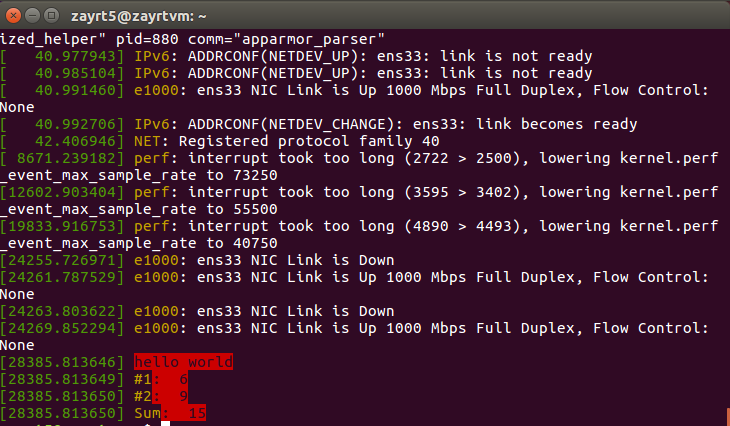 zayrt5@zayrtvm: ~
ized_helper" pid=880 comm="apparmor_parser"
[   40.977943] IPv6: ADDRCONF(NETDEV_UP): ens33: link is not ready
[   40.985104] IPv6: ADDRCONF(NETDEV_UP): ens33: link is not ready
[   40.991460] e1000: ens33 NIC Link is Up 1000 Mbps Full Duplex, Flow Control:
None
[   40.992706] IPv6: ADDRCONF(NETDEV_CHANGE): ens33: link becomes ready
[   42.406946] NET: Registered protocol family 40
[ 8671.239182] perf: interrupt took too long (2722 > 2500), lowering kernel.perf
_event_max_sample_rate to 73250
[12602.903404] perf: interrupt took too long (3595 > 3402), lowering kernel.perf
_event_max_sample_rate to 55500
[19833.916753] perf: interrupt took too long (4890 > 4493), lowering kernel.perf
_event_max_sample_rate to 40750
[24255.726971] e1000: ens33 NIC Link is Down
[24261.787529] e1000: ens33 NIC Link is Up 1000 Mbps Full Duplex, Flow Control:
None
[24263.803622] e1000: ens33 NIC Link is Down
[24269.852294] e1000: ens33 NIC Link is Up 1000 Mbps Full Duplex, Flow Control:
None
[28385.813646] hello world
[28385.813649] #1:  6
[28385.813650] #2:  9
[28385.813650] Sum:  15